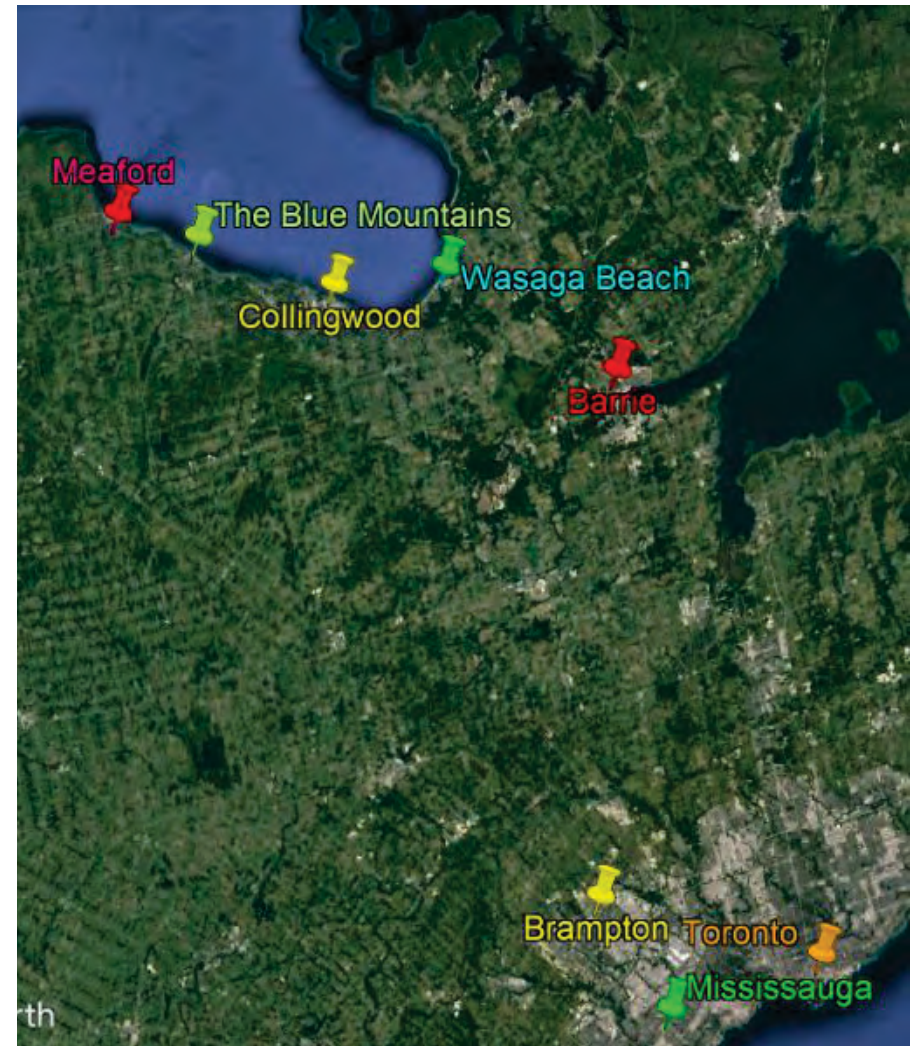 Meaford
The Blue Mountains
Wasaga Beach
Collingwood
Barrie
Brampton
Toronto
Mississauga
rth